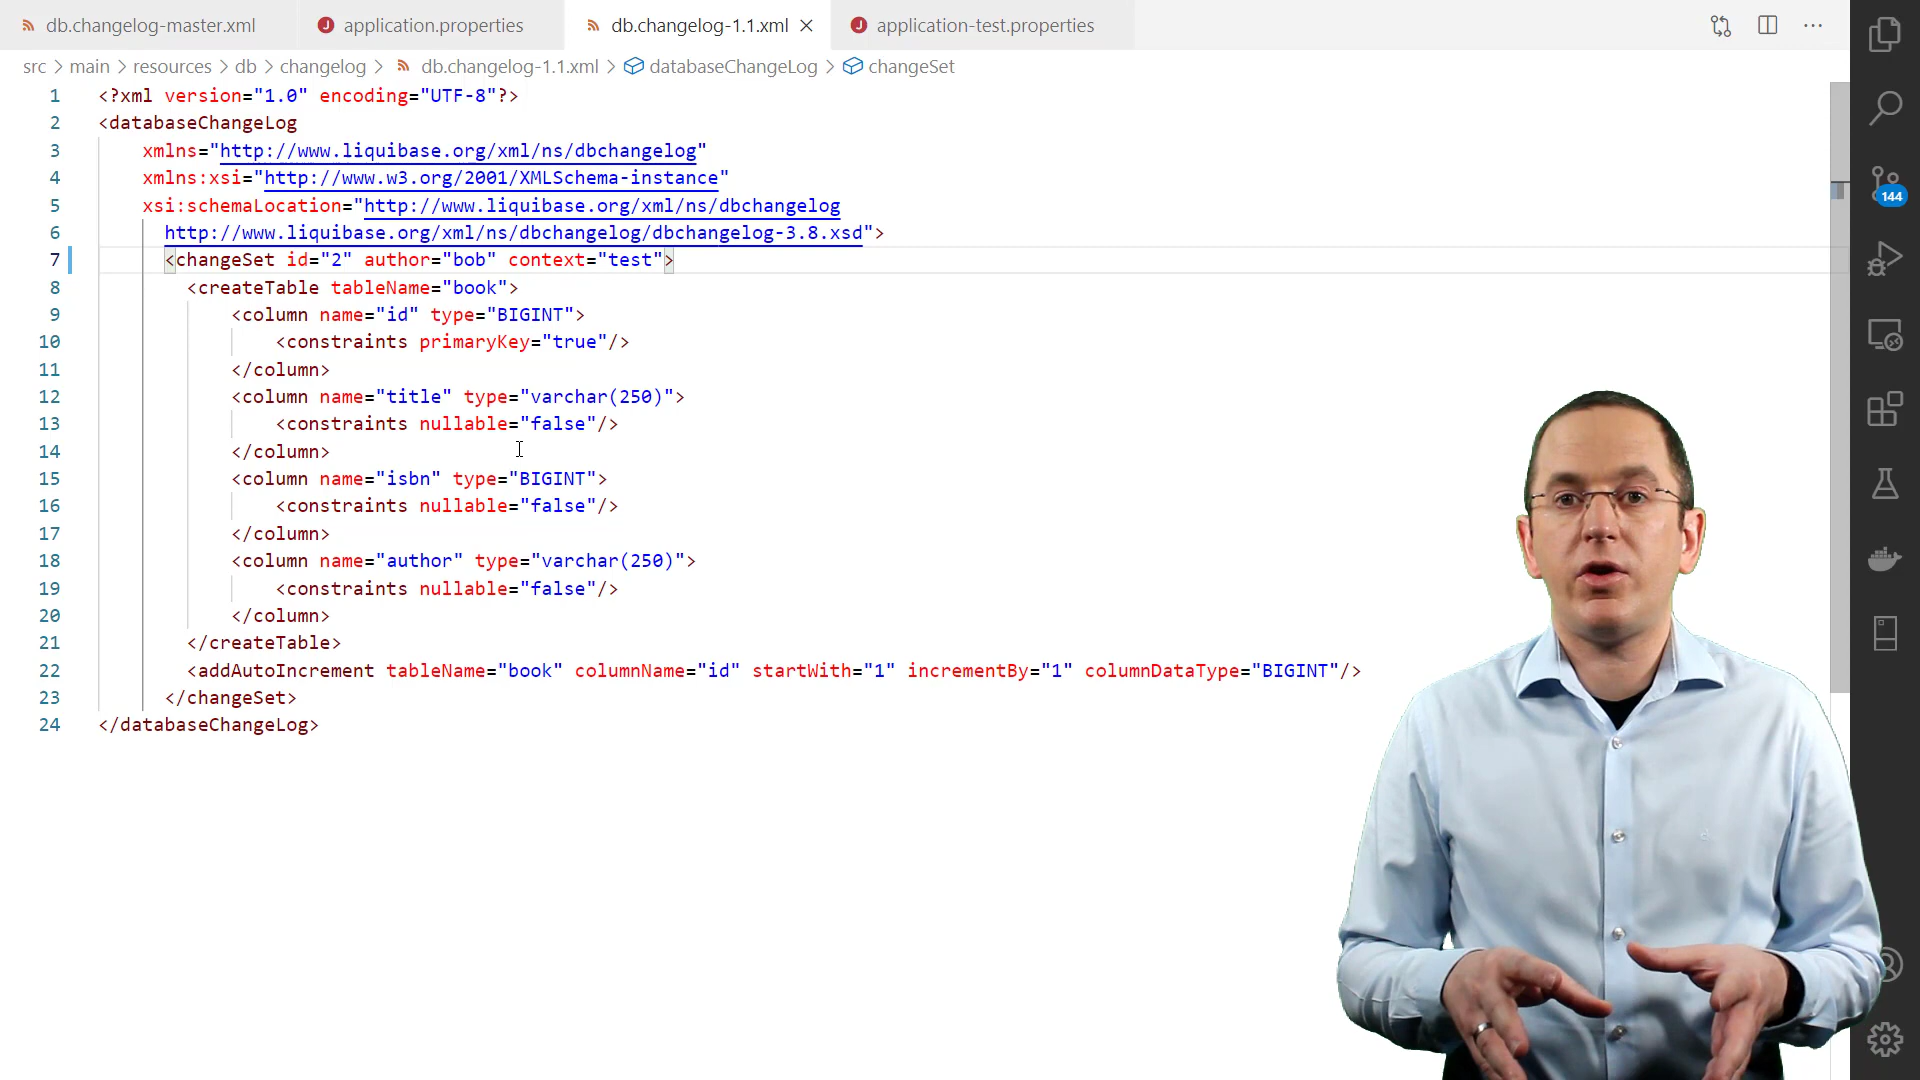 db.changelog-master.xml application.properties db.changelog-1.1.xml application-test.properties
src > main > resources > db > changelog > db.changelog-1.1.xml > databaseChangeLog > changeSet
1 <?xml version="1.0" encoding="UTF-8"?>
2 <databaseChangeLog
3 xmlns="http://www.liquibase.org/xml/ns/dbchangelog"
4 xmlns:xsi="http://www.w3.org/2001/XMLSchema-instance"
5 xsi:schemaLocation="http://www.liquibase.org/xml/ns/dbchangelog
6 http://www.liquibase.org/xml/ns/dbchangelog/dbchangelog-3.8.xsd">
7 <changeSet id="2" author="bob" context="test">
8 <createTable tableName="book">
9 <column name="id" type="BIGINT">
10 <constraints primaryKey="true"/>
11 </column>
12 <column name="title" type="varchar(250)">
13 <constraints nullable="false"/>
14 </column>
15 <column name="isbn" type="BIGINT">
16 <constraints nullable="false"/>
17 </column>
18 <column name="author" type="varchar(250)">
19 <constraints nullable="false"/>
20 </column>
21 </createTable>
22 <addAutoIncrement tableName="book" columnName="id" startWith="1" incrementBy="1" columnDataType="BIGINT"/>
23 </changeSet>
24 </databaseChangeLog>
144